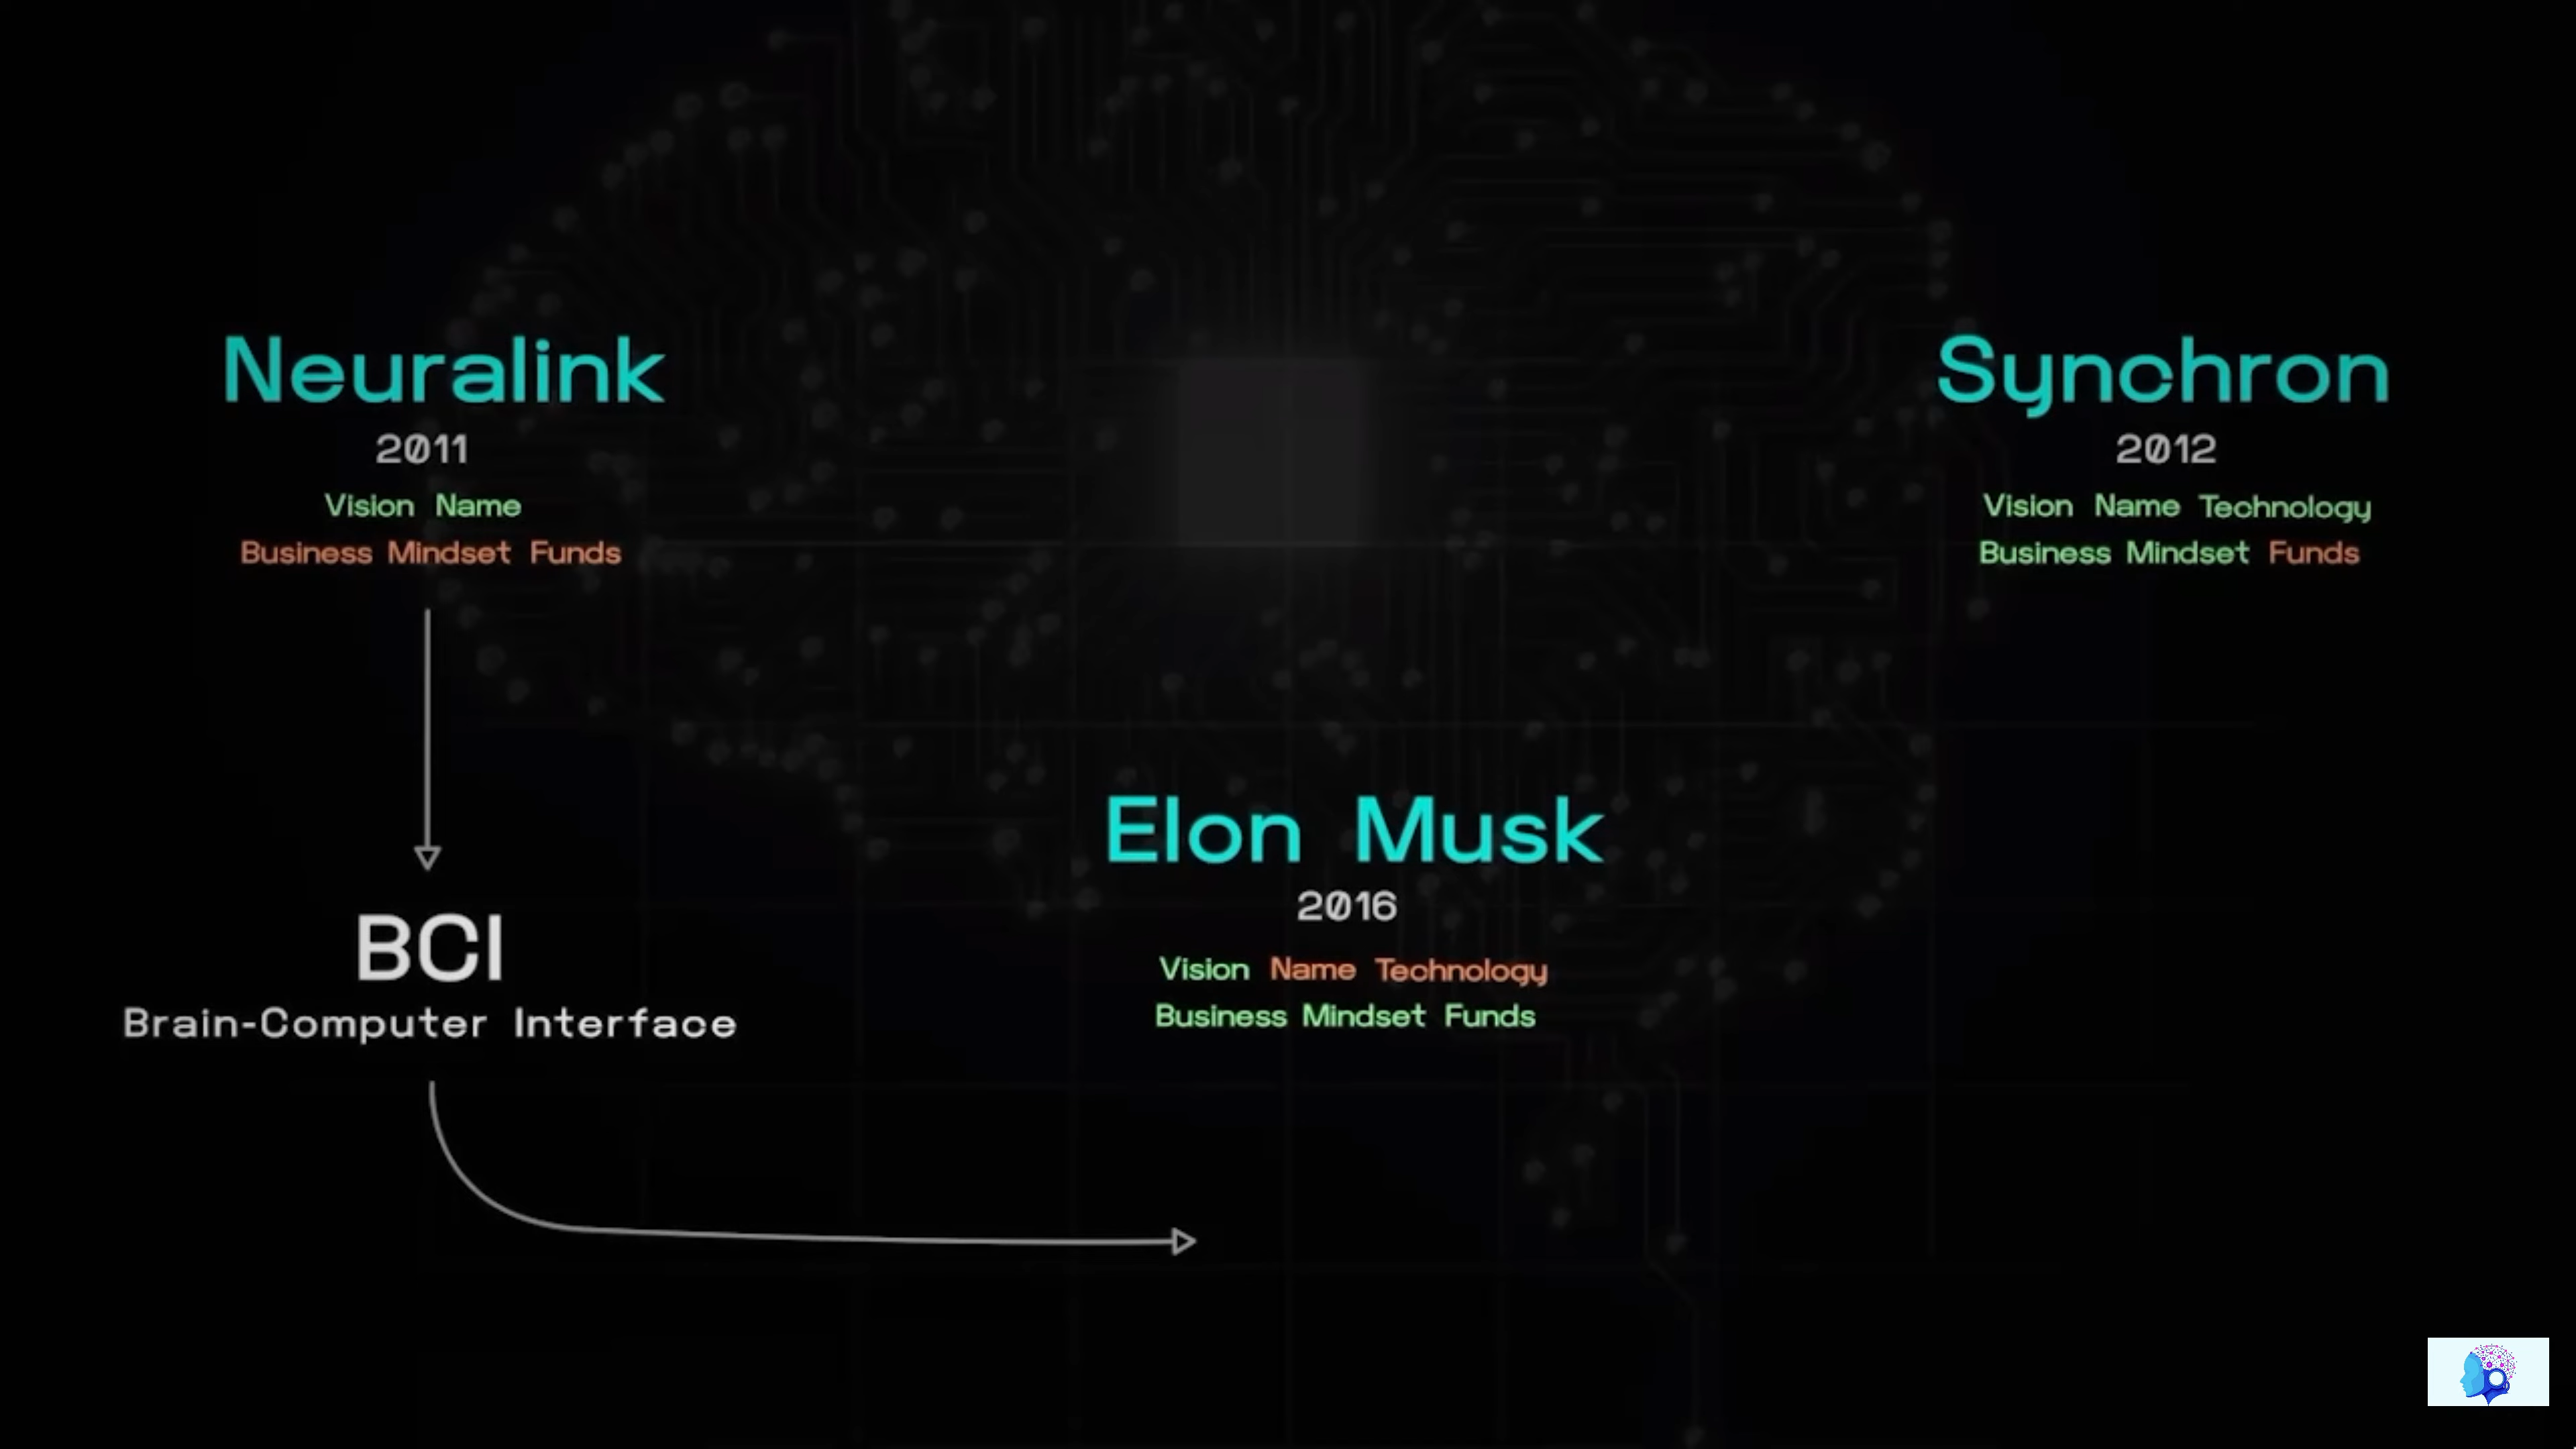 Neuralink
2011
Vision Name
Business Mindset Funds
Synchron
2012
Vision Name Technology
Business Mindset Funds
Elon Musk
2016
Vision Name Technology
Business Mindset Funds
BCI
Brain-Computer Interface